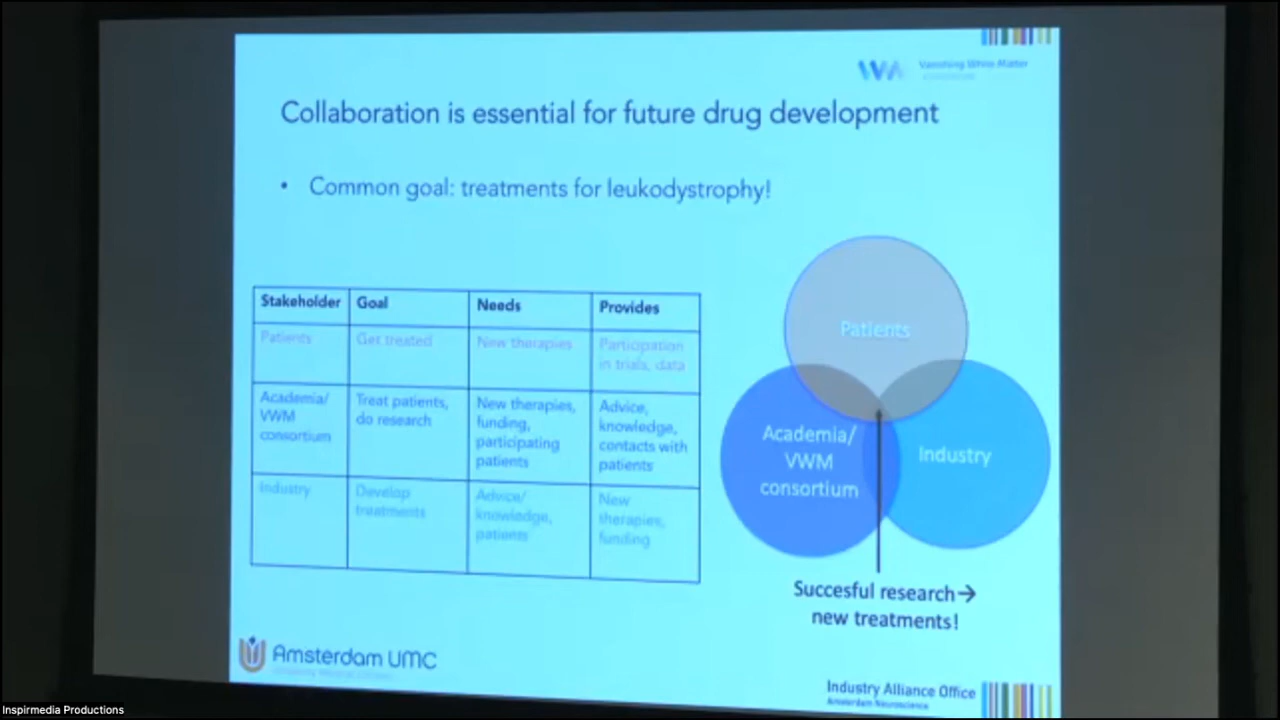 Vanishing White Matter
Collaboration is essential for future drug development
• Common goal: treatments for leukodystrophy!
Stakeholder Goal Needs Provides
Patients Get treated New therapies Participation
in trials, data
Academia/ Treat patients, New therapies, Advice,
VWM do research funding, knowledge,
consortium participating contacts with
patients patients
Industry Develop Advice/ New
treatments knowledge, therapies,
patients funding
Patients
Academia/
VWM
consortium
Industry
Succesful research→
new treatments!
Amsterdam UMC
Industry Alliance Office
Amsterdam Neuroscience
Inspirmedia Productions